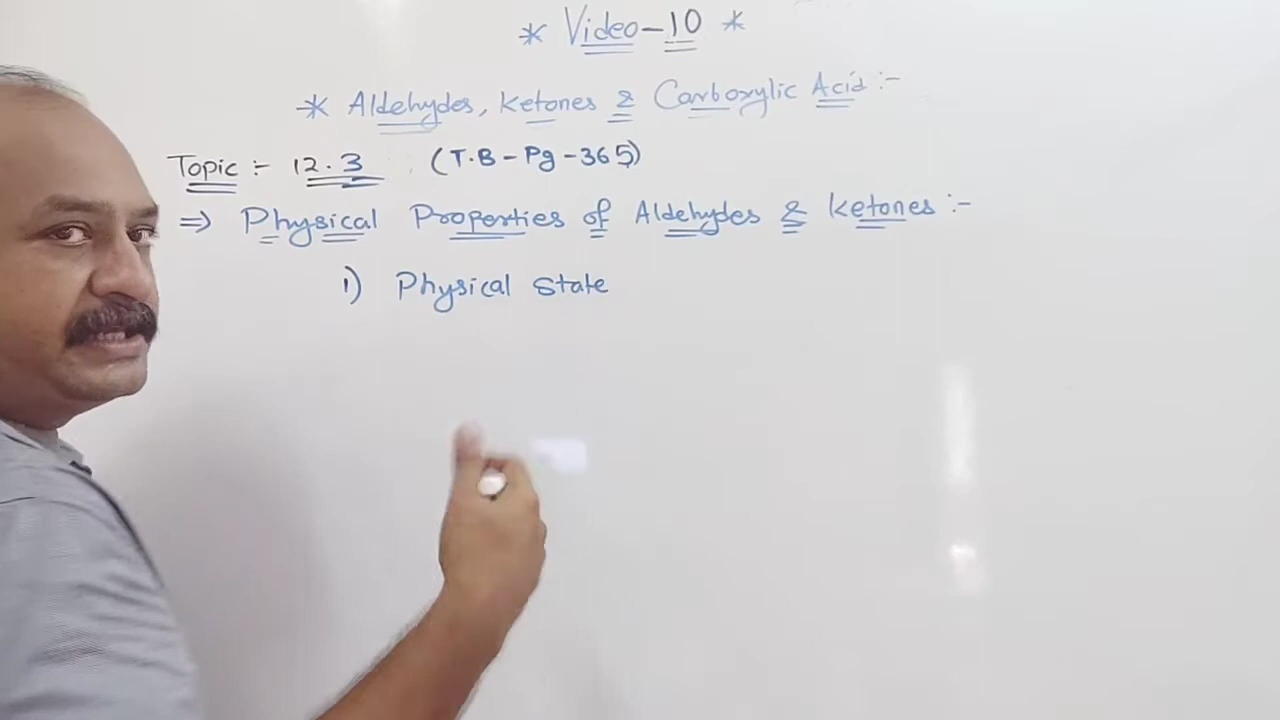 * Video-10 *
* Aldehydes, Ketones & Carboxylic Acid :-
Topic :- 12.3 (T.B - Pg - 365)
⇒ Physical Properties of Aldehydes & Ketones :-
1) Physical State